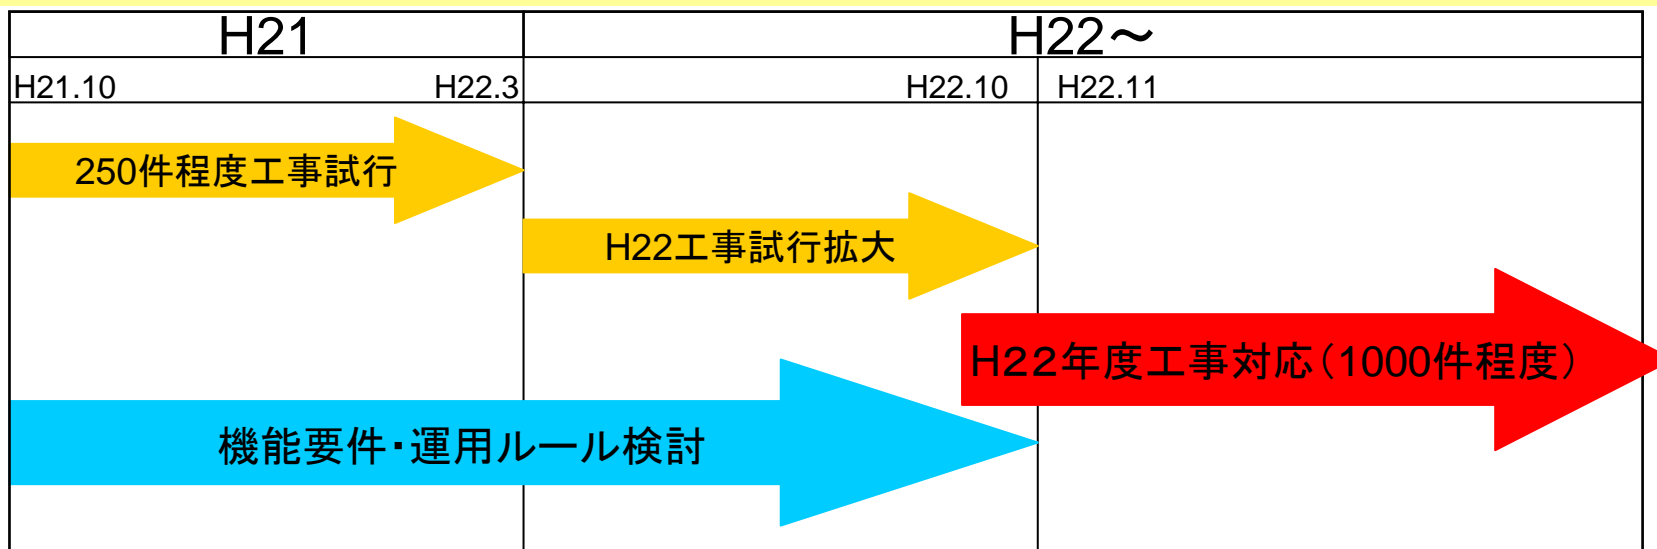 H21
H22～
H21.10
H22.3
H22.10
H22.11
250件程度工事試行
H22工事試行拡大
H２２年度工事対応（1000件程度）
機能要件・運用ルール検討